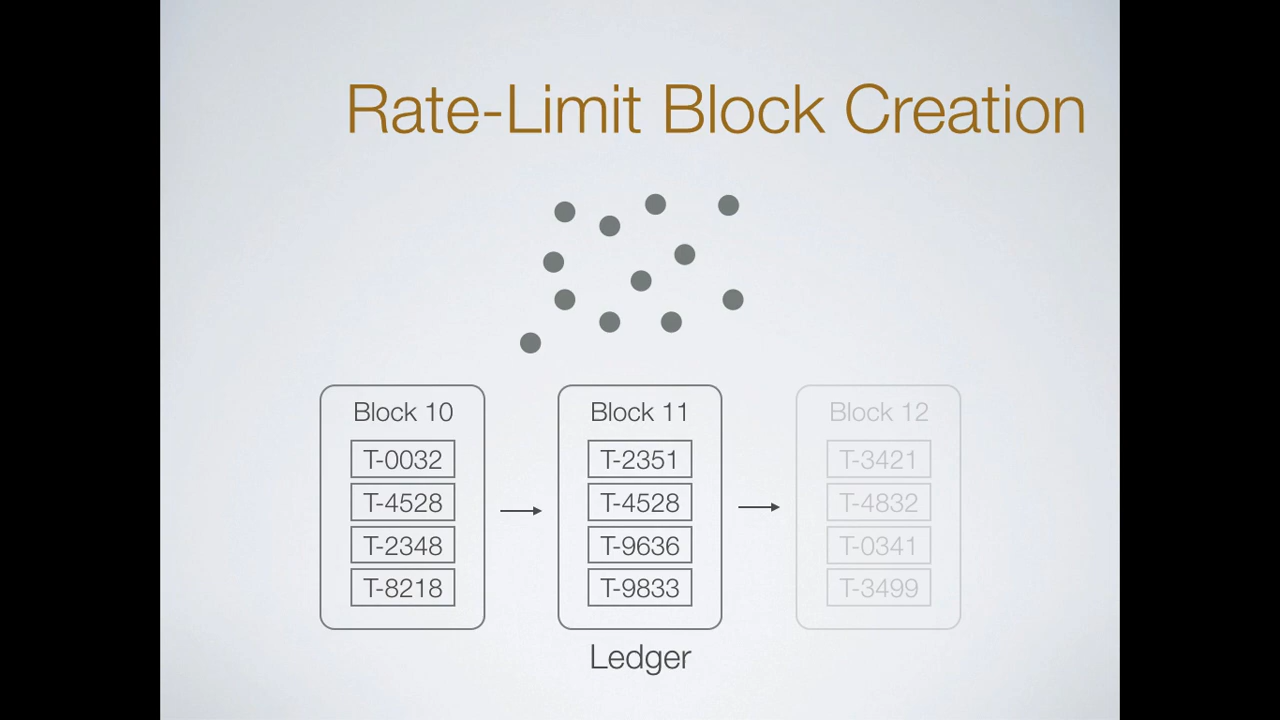 Rate-Limit Block Creation
Block 10
T-0032
T-4528
T-2348
T-8218
Block 11
T-2351
T-4528
T-9636
T-9833
Block 12
T-3421
T-4832
T-0341
T-3499
Ledger